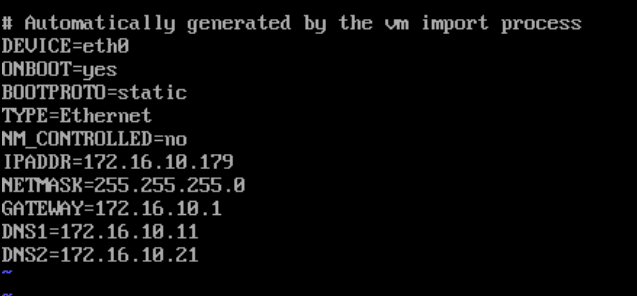 # Automatically generated by the vm import process
DEVICE=eth0
ONBOOT=yes
BOOTPROTO=static
TYPE=Ethernet
NM_CONTROLLED=no
IPADDR=172.16.10.179
NETMASK=255.255.255.0
GATEWAY=172.16.10.1
DNS1=172.16.10.11
DNS2=172.16.10.21
~
~